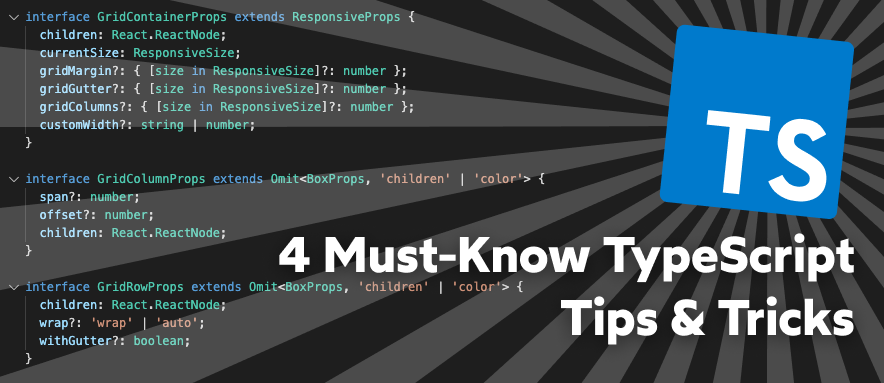 interface GridContainerProps extends ResponsiveProps {
children: React.ReactNode;
currentSize: ResponsiveSize;
gridMargin?: { [size in ResponsiveSize]?: number };
gridGutter?: { [size in ResponsiveSize]?: number };
gridColumns?: { [size in ResponsiveSize]?: number };
customWidth?: string | number;
}
interface GridColumnProps extends Omit<BoxProps, 'children' | 'color'> {
span?: number;
offset?: number;
children: React.ReactNode;
}
interface GridRowProps extends Omit<BoxProps, 'children' | 'color'> {
children: React.ReactNode;
wrap?: 'wrap' | 'auto';
withGutter?: boolean;
}
TS
4 Must-Know TypeScript
Tips & Tricks